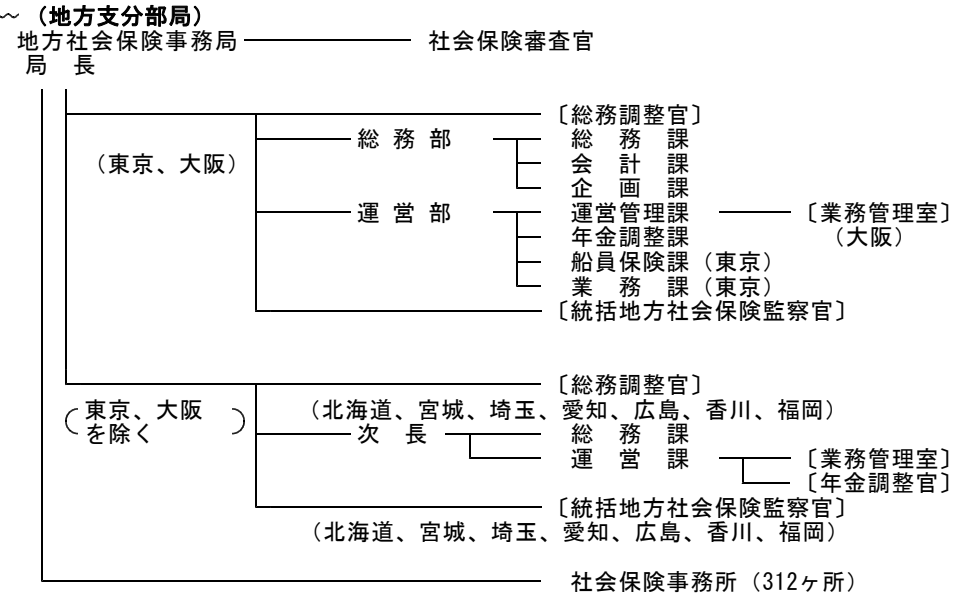 ～（地方支分部局）
地方社会保険事務局 社会保険審査官
局 長
〔総務調整官〕
総 務 部 総 務 課
（東京、大阪） 会 計 課
企 画 課
運 営 部 運営管理課 〔業務管理室〕
年金調整課 （大阪）
船員保険課（東京）
業 務 課（東京）
〔統括地方社会保険監察官〕
〔総務調整官〕
東京、大阪 （北海道、宮城、埼玉、愛知、広島、香川、福岡）
を除く 次 長 総 務 課
運 営 課 〔業務管理室〕
〔年金調整官〕
〔統括地方社会保険監察官〕
（北海道、宮城、埼玉、愛知、広島、香川、福岡）
社会保険事務所（312ヶ所）